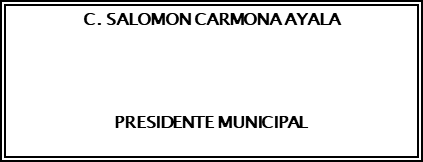 C. SALOMON CARMONA AYALA
PRESIDENTE MUNICIPAL